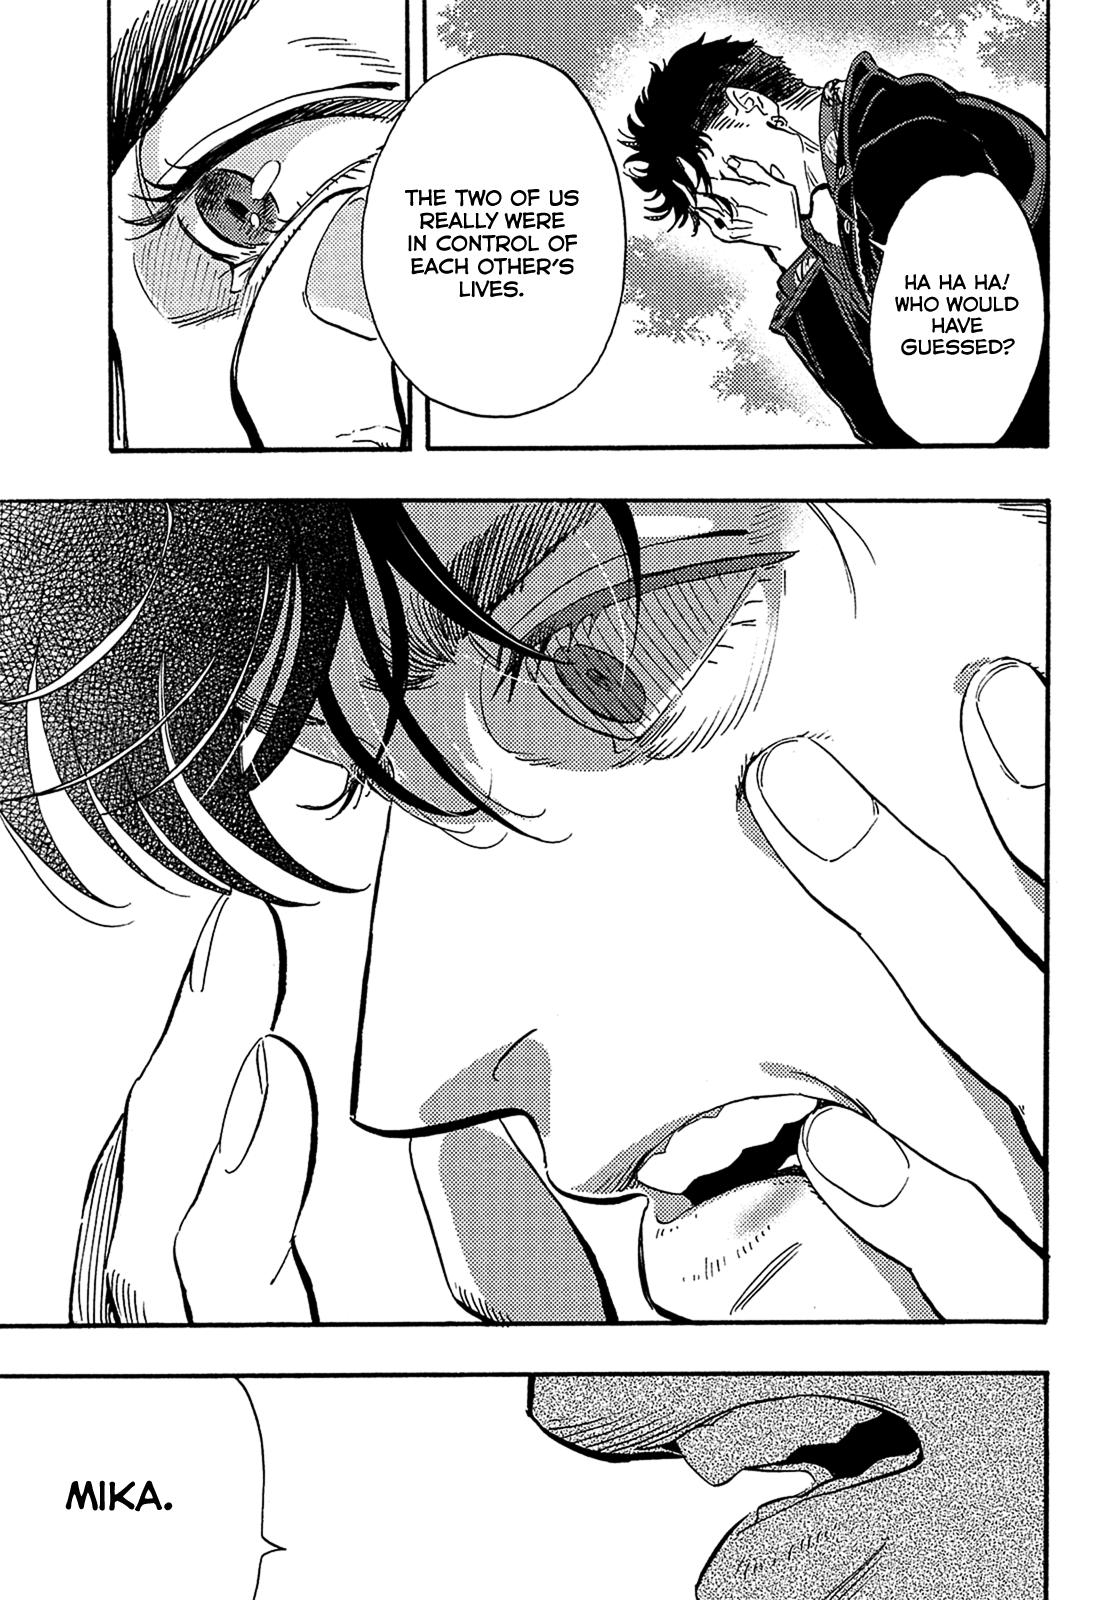 HA HA HA!
WHO WOULD
HAVE
GUESSED?
THE TWO OF US
REALLY WERE
IN CONTROL OF
EACH OTHER'S
LIVES.
MIKA.